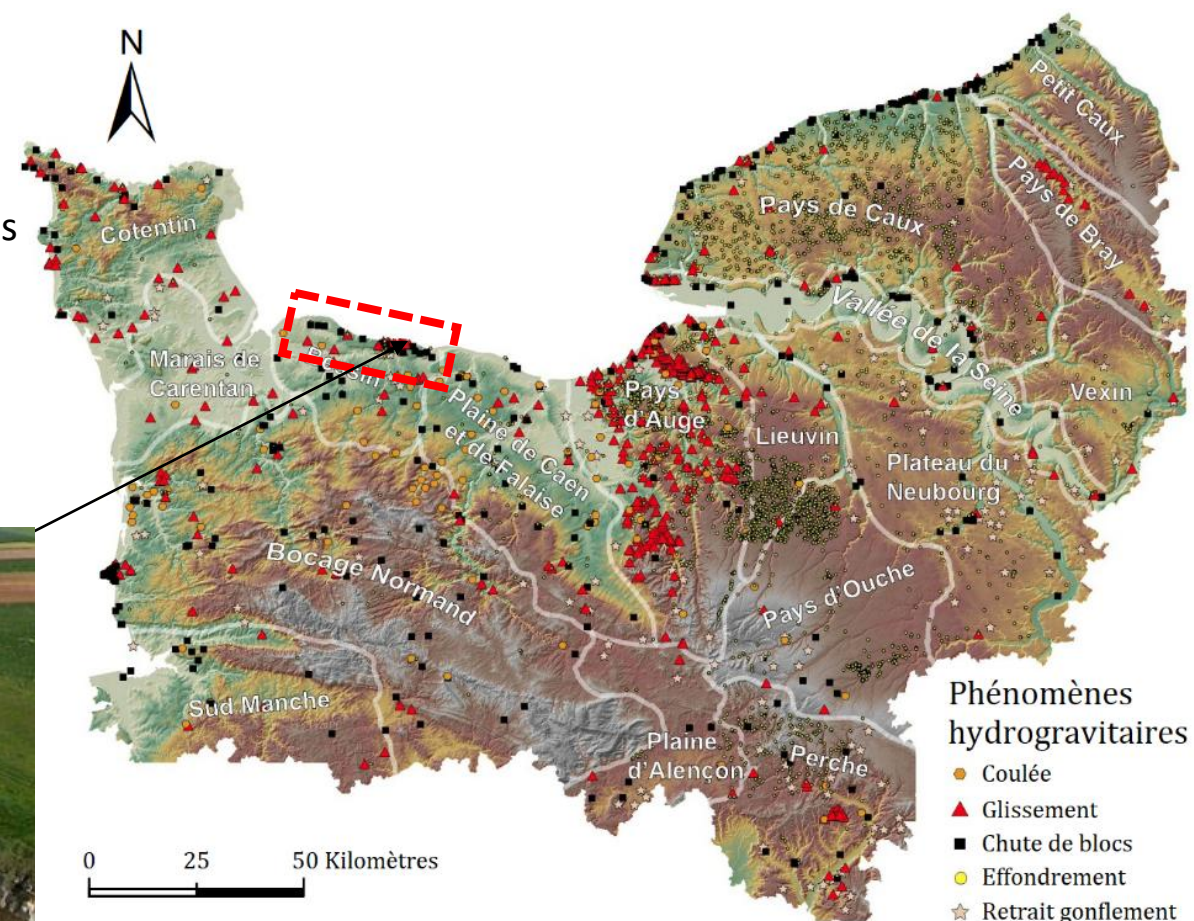 N
s
Petit Caux
Pays de Bray
Pays de Caux
Cotentin
Vallée de la Seine
Marais de
Carentan
Bessin
Plaine de Caen
et de Falaise
Pays
d'Auge
Lieuvin
Vexin
Plateau du
Neubourg
Bocage Normand
Pays d'Ouche
Sud Manche
Plaine
d'Alençon
Perche
Phénomènes
hydrogravitaires
Coulée
Glissement
Chute de blocs
Effondrement
Retrait gonflement
0 25 50 Kilomètres